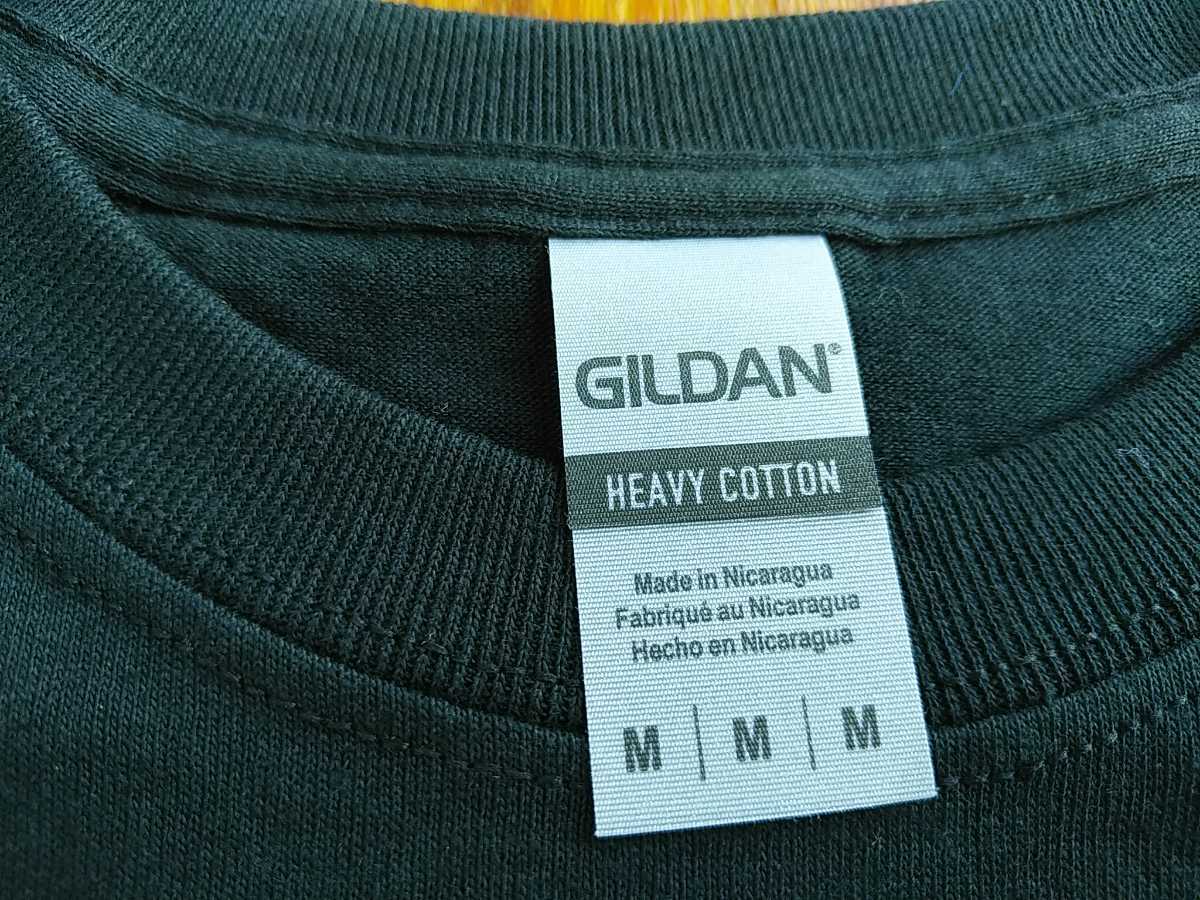 GILDAN®
HEAVY COTTON
Made in Nicaragua
Fabriqué au Nicaragua
Hecho en Nicaragua
M | M | M